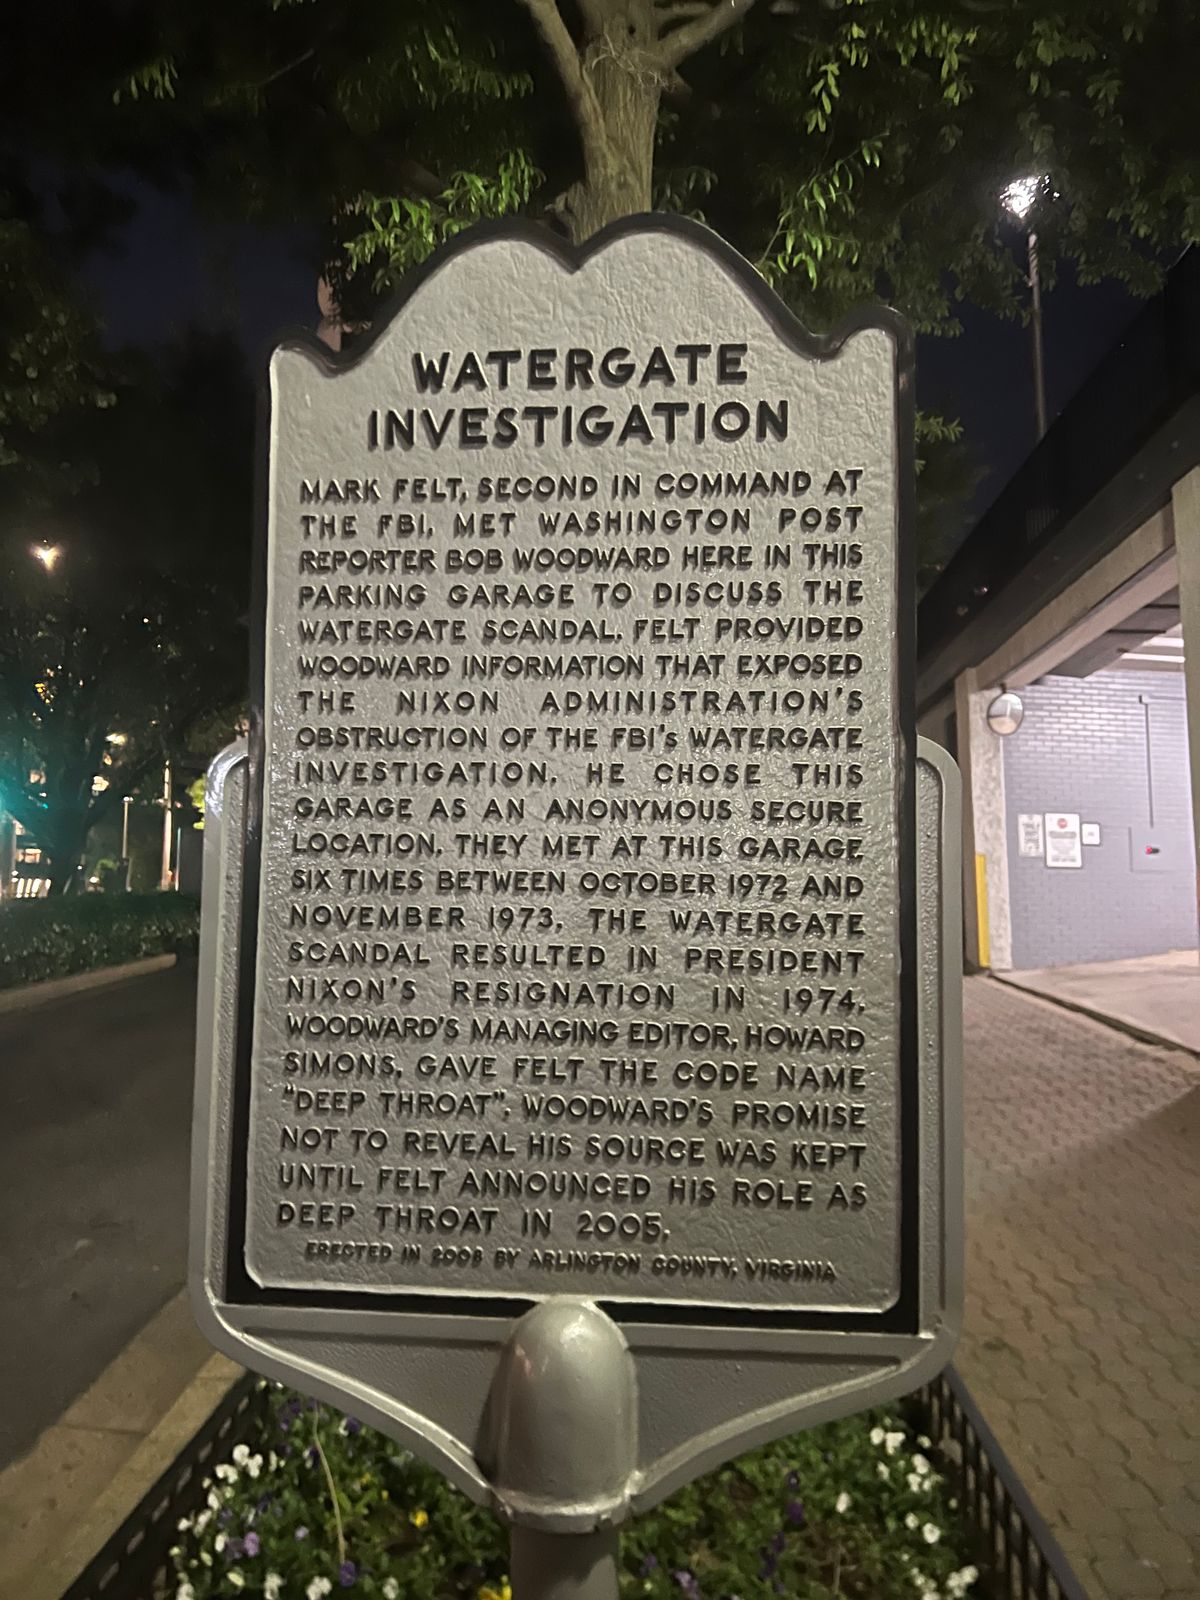 WATERGATE
INVESTIGATION
MARK FELT, SECOND IN COMMAND AT
THE FBI, MET WASHINGTON POST
REPORTER BOB WOODWARD HERE IN THIS
PARKING GARAGE TO DISCUSS THE
WATERGATE SCANDAL. FELT PROVIDED
WOODWARD INFORMATION THAT EXPOSED
THE NIXON ADMINISTRATION'S
OBSTRUCTION OF THE FBI's WATERGATE
INVESTIGATION. HE CHOSE THIS
GARAGE AS AN ANONYMOUS SECURE
LOCATION. THEY MET AT THIS GARAGE
SIX TIMES BETWEEN OCTOBER 1972 AND
NOVEMBER 1973. THE WATERGATE
SCANDAL RESULTED IN PRESIDENT
NIXON'S RESIGNATION IN 1974.
WOODWARD'S MANAGING EDITOR, HOWARD
SIMONS, GAVE FELT THE CODE NAME
"DEEP THROAT". WOODWARD'S PROMISE
NOT TO REVEAL HIS SOURCE WAS KEPT
UNTIL FELT ANNOUNCED HIS ROLE AS
DEEP THROAT IN 2005.
ERECTED IN 2008 BY ARLINGTON COUNTY, VIRGINIA